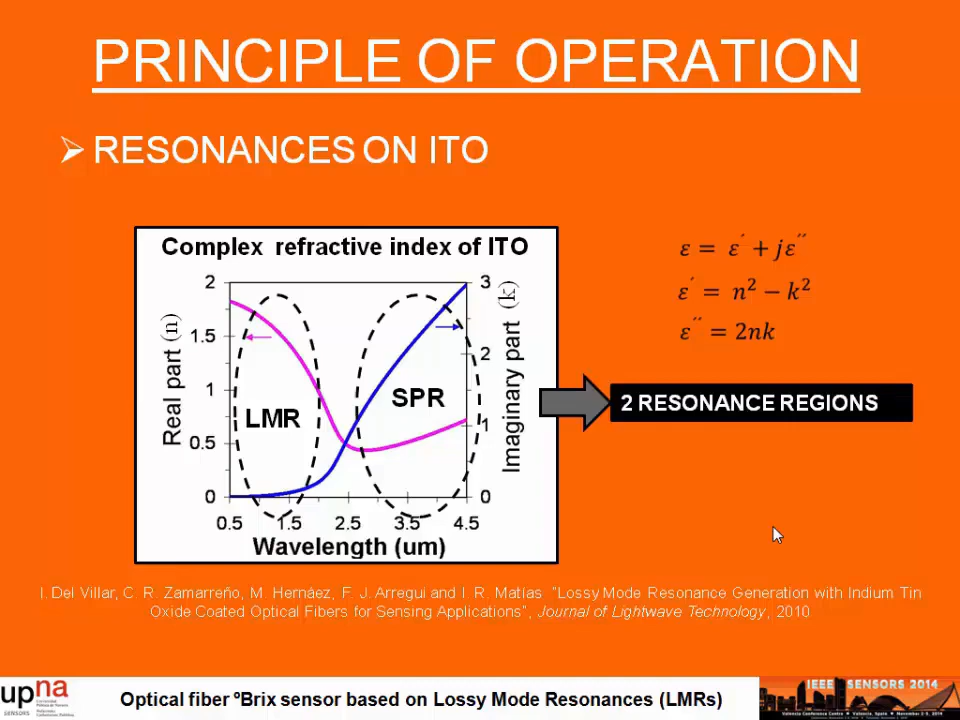 PRINCIPLE OF OPERATION
➢ RESONANCES ON ITO
Complex refractive index of ITO
Real part (n)
2
1.5
1
0.5
0
LMR
SPR
3
2
1
0
Imaginary part (k)
0.5 1.5 2.5 3.5 4.5
Wavelength (um)
ε = ε´ + jε´´
ε´ = n² − k²
ε´´ = 2nk
2 RESONANCE REGIONS
I. Del Villar, C. R. Zamarreño, M. Hernáez, F. J. Arregui and I. R. Matías. "Lossy Mode Resonance Generation with Indium Tin
Oxide Coated Optical Fibers for Sensing Applications", Journal of Lightwave Technology, 2010
upna
SENSORS
Optical fiber ºBrix sensor based on Lossy Mode Resonances (LMRs)
IEEE SENSORS 2014